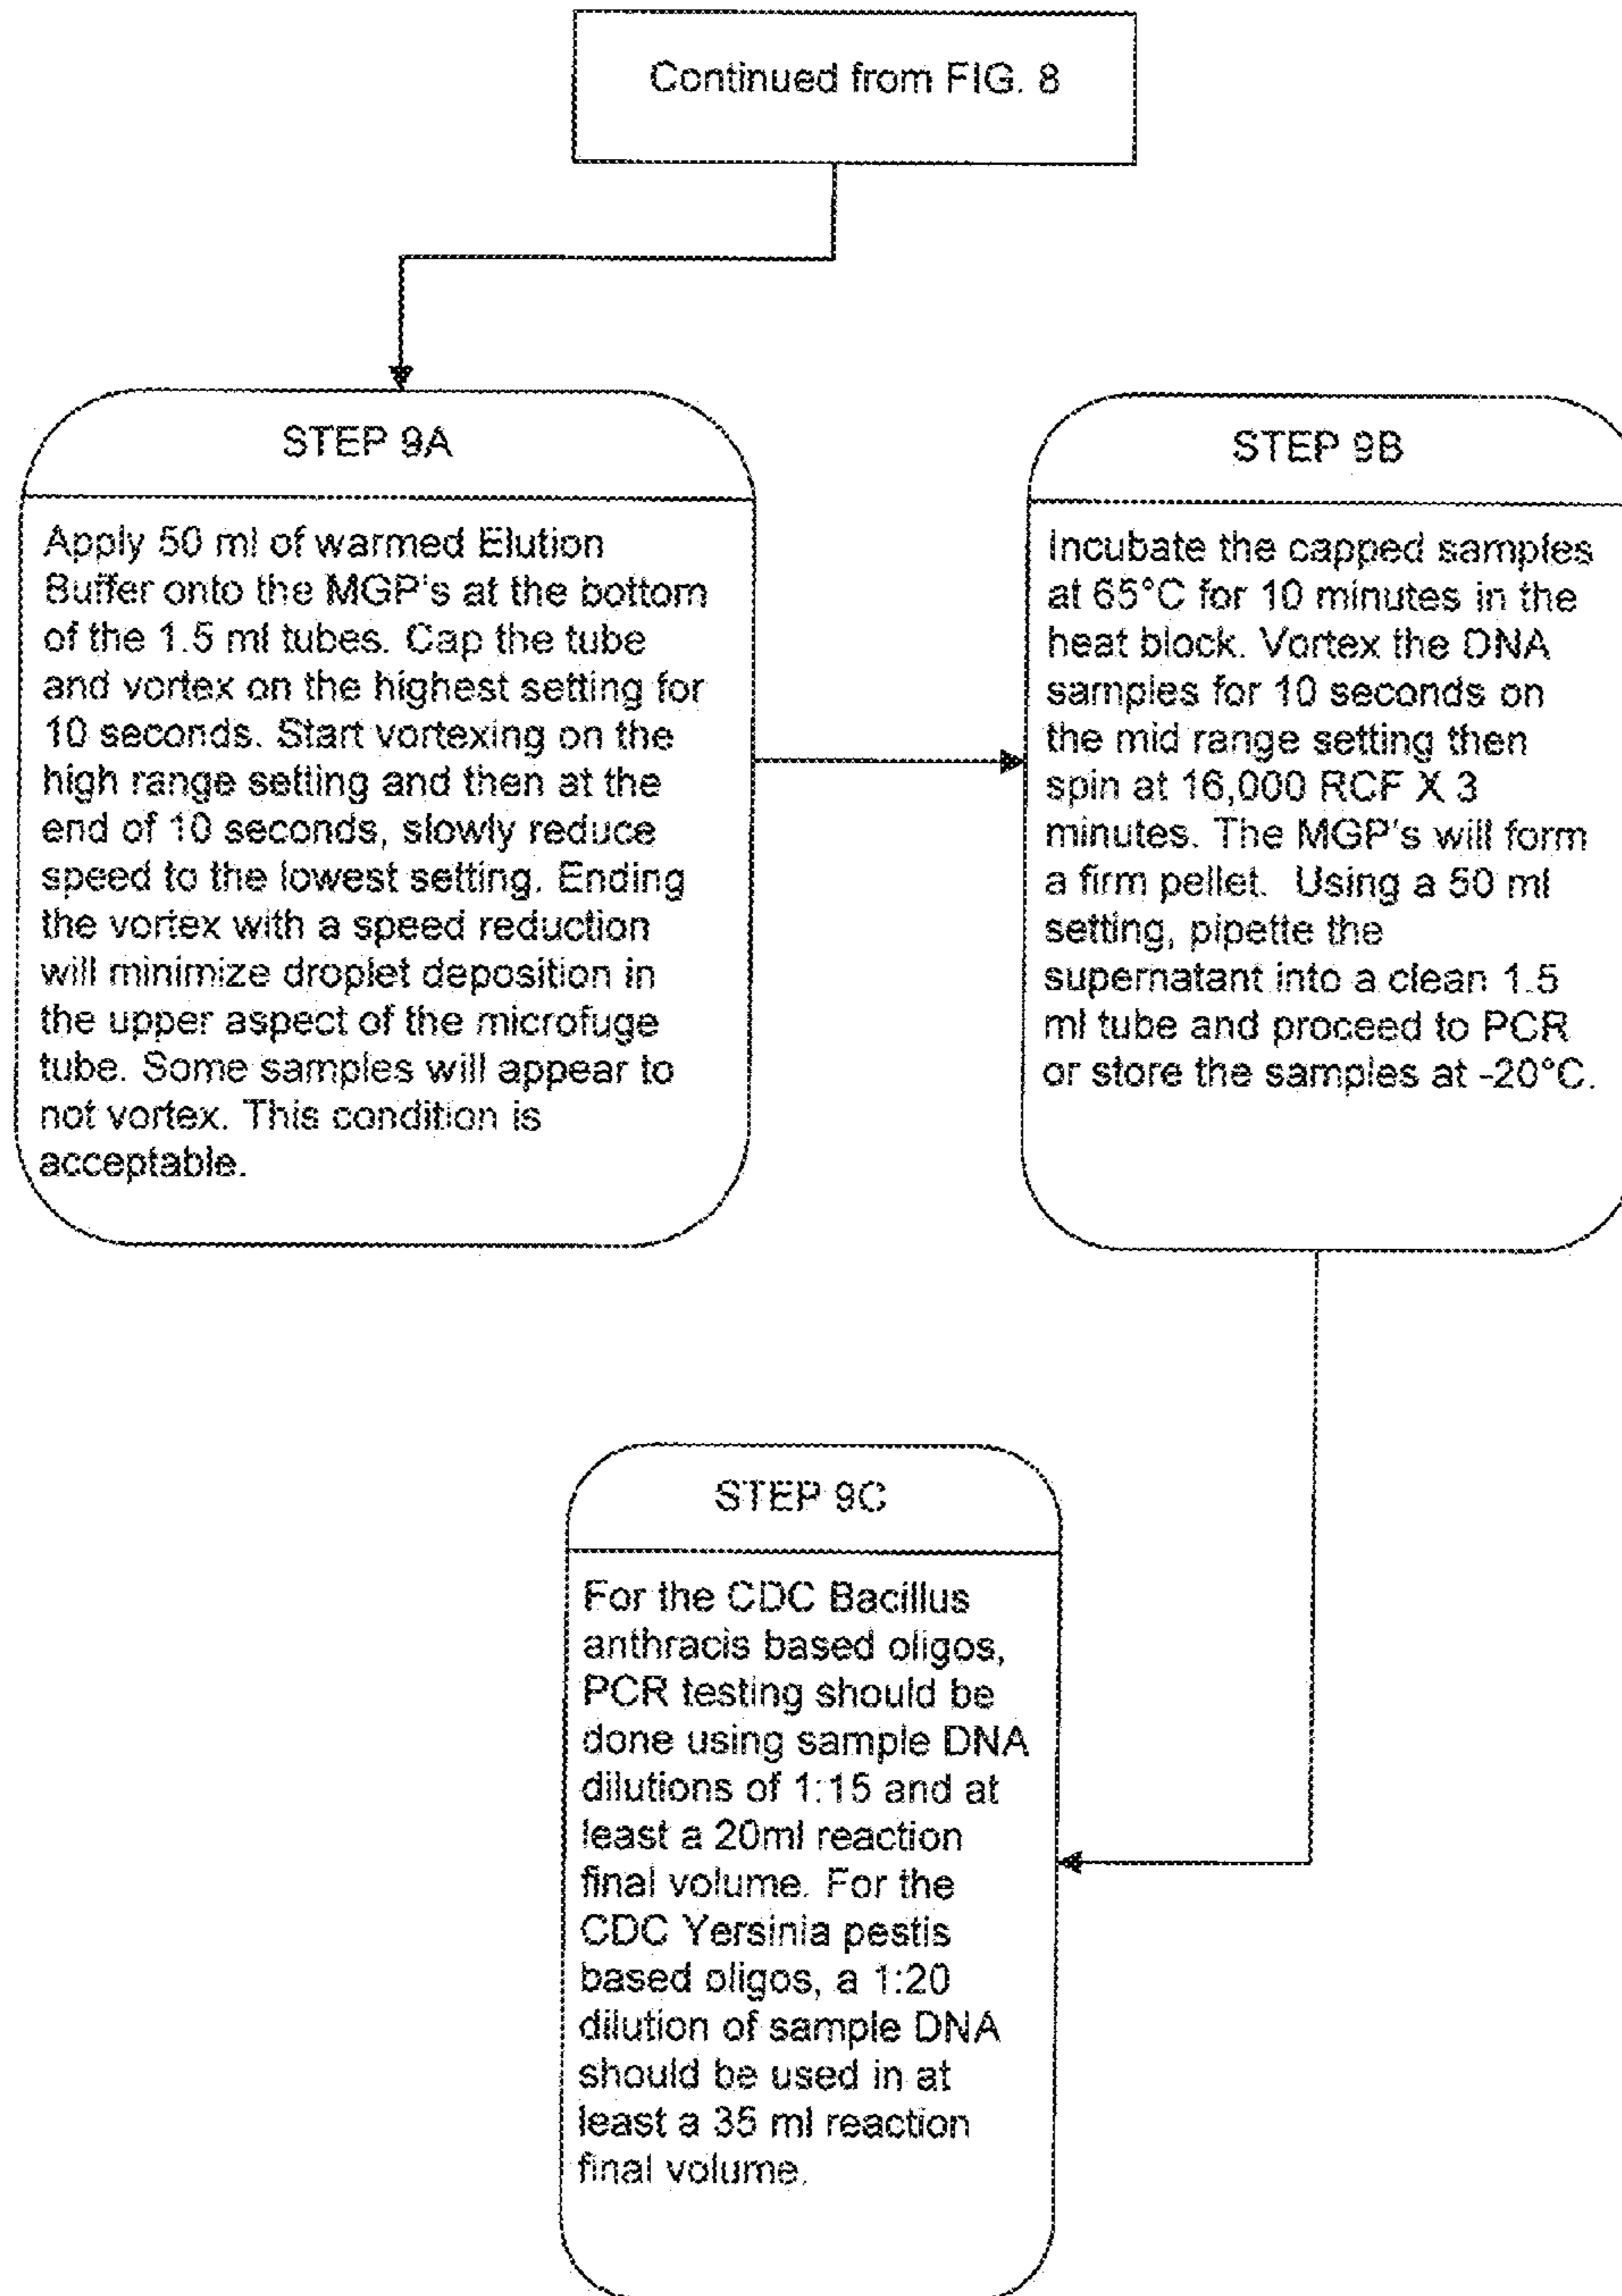 Continued from FIG. 8
STEP 9A
Apply 50 ml of warmed Elution
Buffer onto the MGP's at the bottom
of the 1.5 ml tubes. Cap the tube
and vortex on the highest setting for
10 seconds. Start vortexing on the
high range setting and then at the
end of 10 seconds, slowly reduce
speed to the lowest setting. Ending
the vortex with a speed reduction
will minimize droplet deposition in
the upper aspect of the microfuge
tube. Some samples will appear to
not vortex. This condition is
acceptable.
STEP 9B
Incubate the capped samples
at 65°C for 10 minutes in the
heat block. Vortex the DNA
samples for 10 seconds on
the mid range setting then
spin at 16,000 RCF X 3
minutes. The MGP's will form
a firm pellet.  Using a 50 ml
setting, pipette the
supernatant into a clean 1.5
ml tube and proceed to PCR
or store the samples at -20°C.
STEP 9C
For the CDC Bacillus
anthracis based oligos,
PCR testing should be
done using sample DNA
dilutions of 1:15 and at
least a 20ml reaction
final volume. For the
CDC Yersinia pestis
based oligos, a 1:20
dilution of sample DNA
should be used in at
least a 35 ml reaction
final volume.